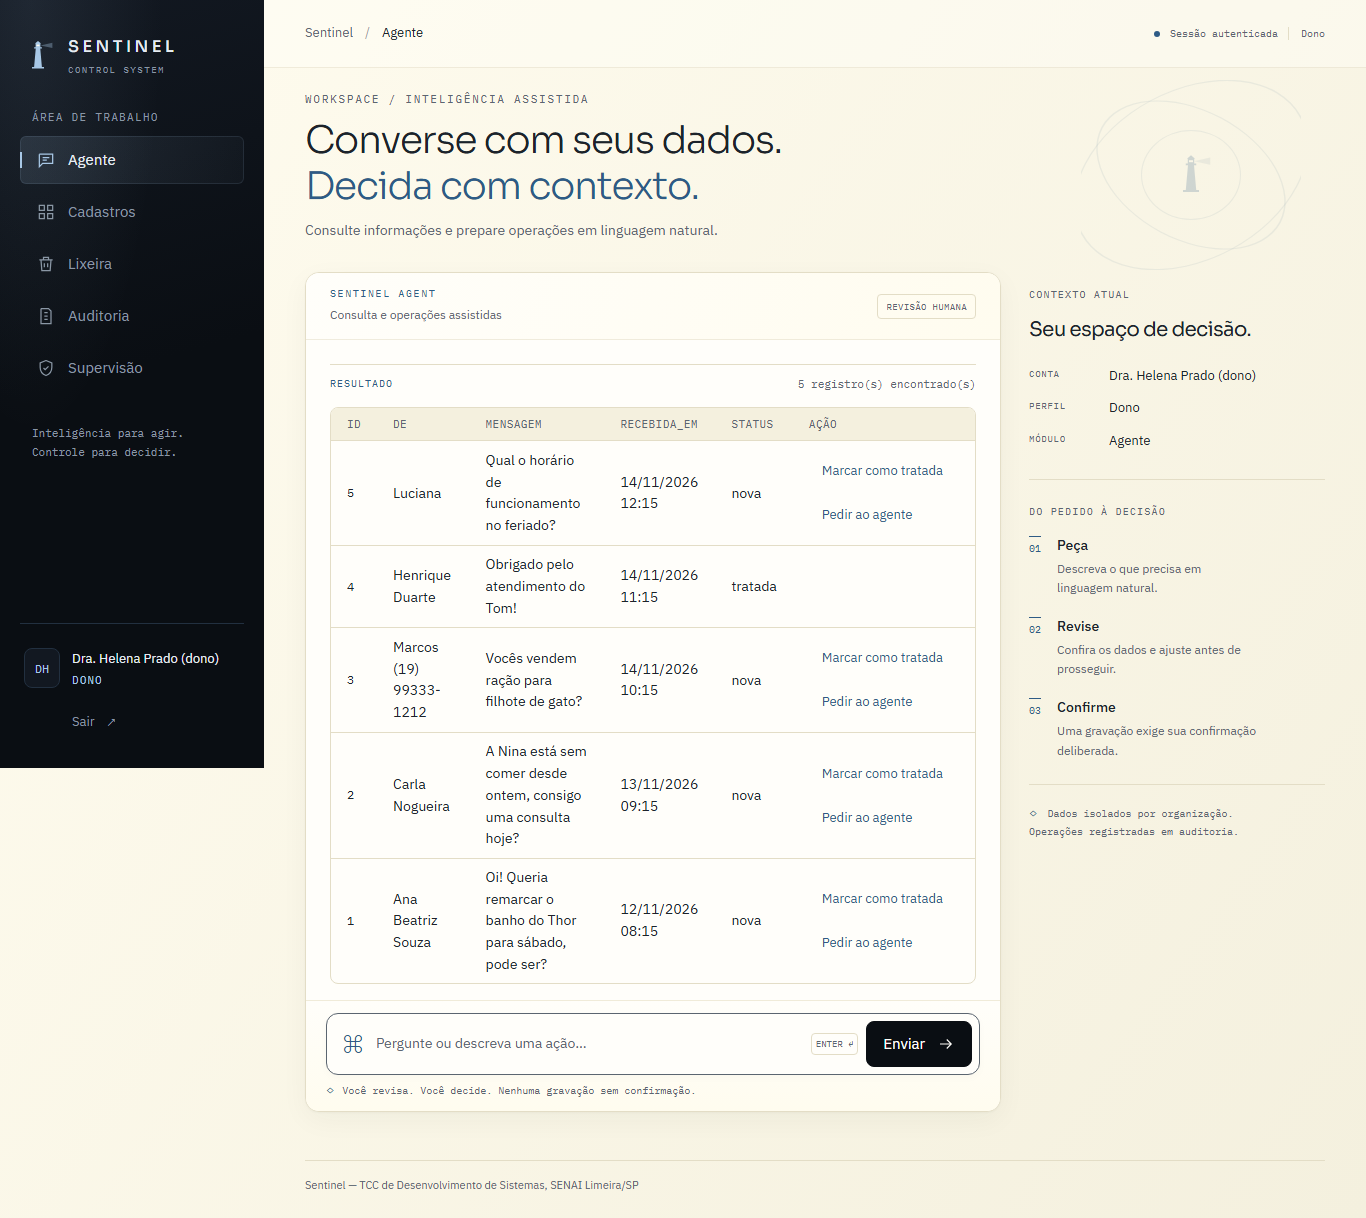 SENTINEL
CONTROL SYSTEM
ÁREA DE TRABALHO
Agente
Cadastros
Lixeira
Auditoria
Supervisão
Inteligência para agir.
Controle para decidir.
DH
Dra. Helena Prado (dono)
DONO
Sair ↗
Sentinel / Agente
Sessão autenticada
Dono
WORKSPACE / INTELIGÊNCIA ASSISTIDA
Converse com seus dados.
Decida com contexto.
Consulte informações e prepare operações em linguagem natural.
SENTINEL AGENT
Consulta e operações assistidas
REVISÃO HUMANA
RESULTADO
5 registro(s) encontrado(s)
ID DE MENSAGEM RECEBIDA_EM STATUS AÇÃO
5
Luciana
Qual o horário
de
funcionamento
no feriado?
14/11/2026
12:15
nova
Marcar como tratada
Pedir ao agente
4
Henrique
Duarte
Obrigado pelo
atendimento do
Tom!
14/11/2026
11:15
tratada
3
Marcos
(19)
99333-
1212
Vocês vendem
ração para
filhote de gato?
14/11/2026
10:15
nova
Marcar como tratada
Pedir ao agente
2
Carla
Nogueira
A Nina está sem
comer desde
ontem, consigo
uma consulta
hoje?
13/11/2026
09:15
nova
Marcar como tratada
Pedir ao agente
1
Ana
Beatriz
Souza
Oi! Queria
remarcar o
banho do Thor
para sábado,
pode ser?
12/11/2026
08:15
nova
Marcar como tratada
Pedir ao agente
⌘ Pergunte ou descreva uma ação...
ENTER ↵
Enviar →
◇ Você revisa. Você decide. Nenhuma gravação sem confirmação.
CONTEXTO ATUAL
Seu espaço de decisão.
CONTA Dra. Helena Prado (dono)
PERFIL Dono
MÓDULO Agente
DO PEDIDO À DECISÃO
01 Peça
Descreva o que precisa em
linguagem natural.
02 Revise
Confira os dados e ajuste antes de
prosseguir.
03 Confirme
Uma gravação exige sua confirmação
deliberada.
◇ Dados isolados por organização.
Operações registradas em auditoria.
Sentinel — TCC de Desenvolvimento de Sistemas, SENAI Limeira/SP